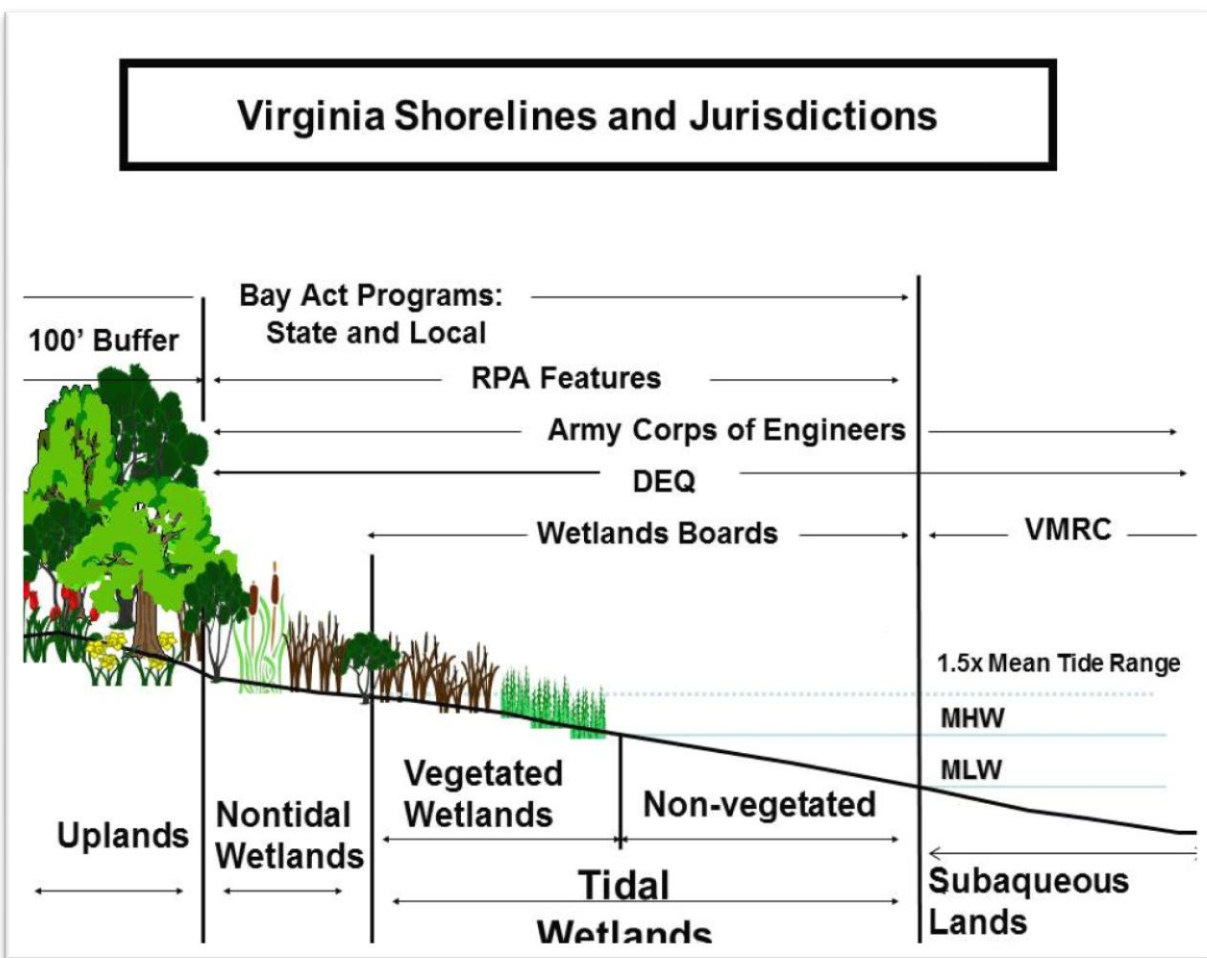 Virginia Shorelines and Jurisdictions
Bay Act Programs:
State and Local
100’ Buffer
RPA Features
Army Corps of Engineers
DEQ
Wetlands Boards
VMRC
1.5x Mean Tide Range
MHW
MLW
Vegetated
Wetlands
Non-vegetated
Nontidal
Wetlands
Uplands
Tidal
Wetlands
Subaqueous
Lands